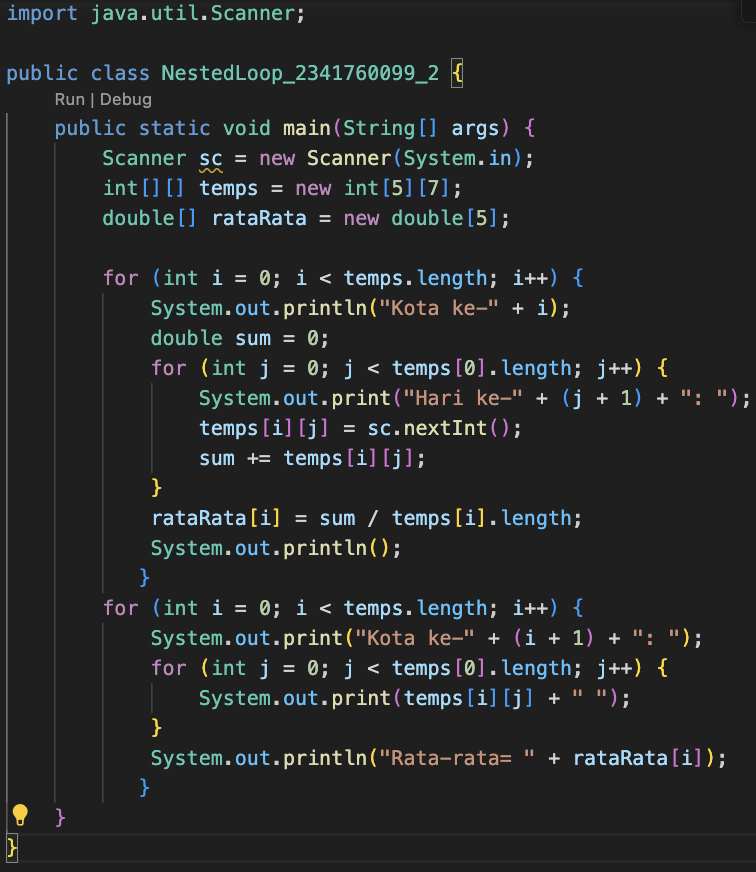 import java.util.Scanner;
public class NestedLoop_2341760099_2 {
Run | Debug
public static void main(String[] args) {
Scanner sc = new Scanner(System.in);
int[][] temps = new int[5][7];
double[] rataRata = new double[5];
for (int i = 0; i < temps.length; i++) {
System.out.println("Kota ke-" + i);
double sum = 0;
for (int j = 0; j < temps[0].length; j++) {
System.out.print("Hari ke-" + (j + 1) + ": ");
temps[i][j] = sc.nextInt();
sum += temps[i][j];
}
rataRata[i] = sum / temps[i].length;
System.out.println();
}
for (int i = 0; i < temps.length; i++) {
System.out.print("Kota ke-" + (i + 1) + ": ");
for (int j = 0; j < temps[0].length; j++) {
System.out.print(temps[i][j] + " ");
}
System.out.println("Rata-rata= " + rataRata[i]);
}
}
}